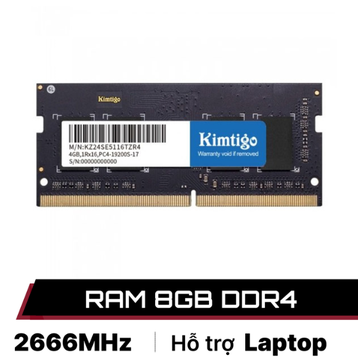 Kimtigo
M/N:KZ24SE5116TZR4
4GB,1Rx16,PC4-19200S-17
S/N:0000000000
Kimtigo
Warranty void if removed
RAM 8GB DDR4
2666MHz | Hỗ trợ Laptop